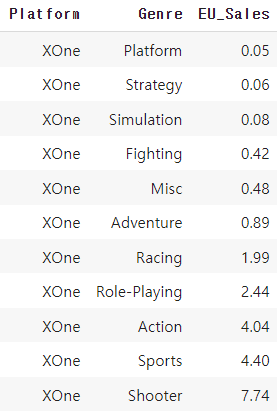 Platform Genre EU_Sales
XOne Platform 0.05
XOne Strategy 0.06
XOne Simulation 0.08
XOne Fighting 0.42
XOne Misc 0.48
XOne Adventure 0.89
XOne Racing 1.99
XOne Role-Playing 2.44
XOne Action 4.04
XOne Sports 4.40
XOne Shooter 7.74